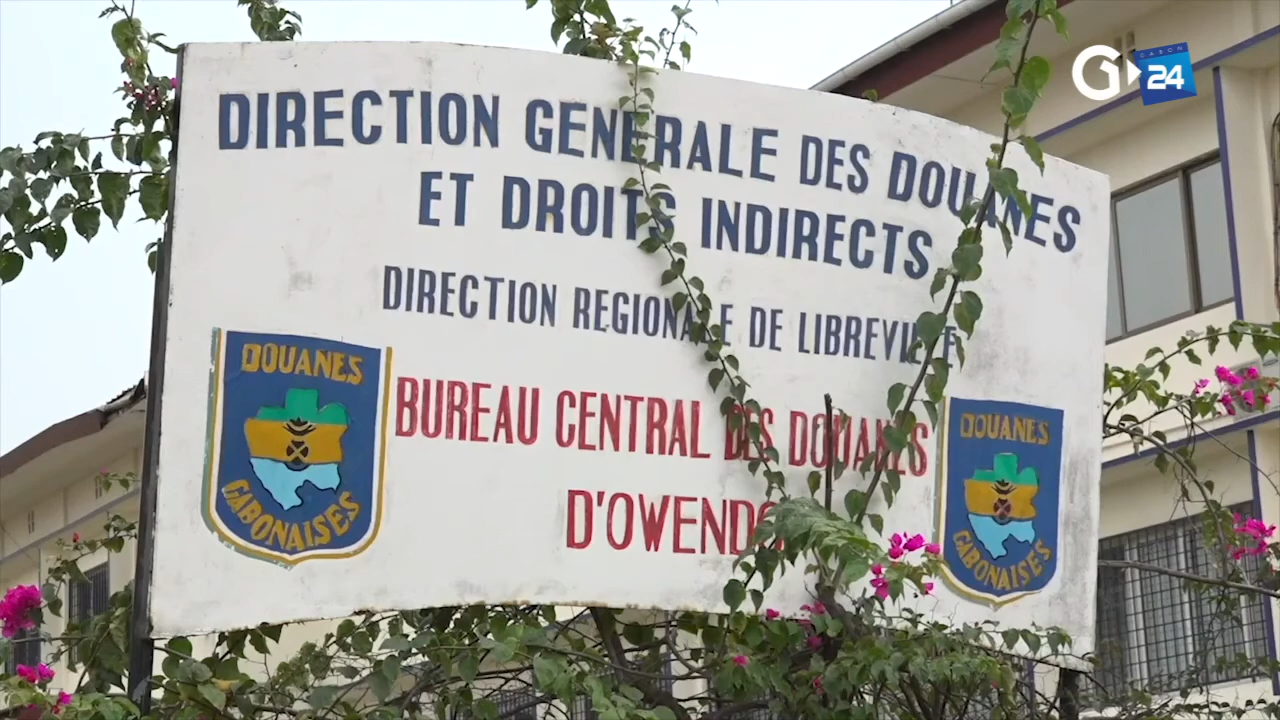 GABON
G 24
DIRECTION GENERALE DES DOUANES
ET DROITS INDIRECTS
DIRECTION REGIONALE DE LIBREVILLE
BUREAU CENTRAL DES DOUANES
D'OWENDO
DOUANES
GABONAISES
DOUANES
GABONAISES